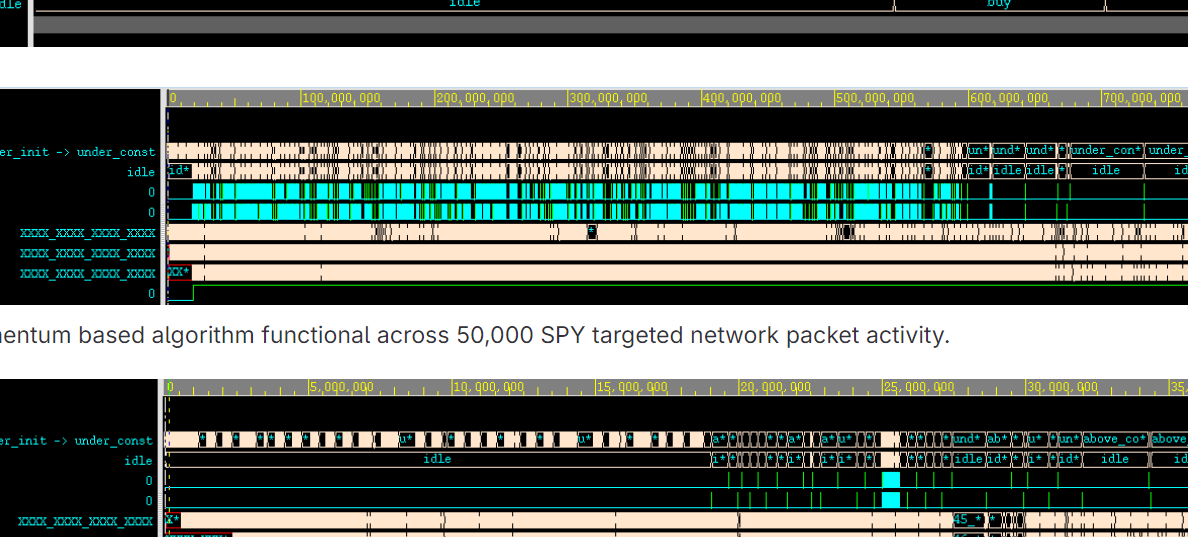 idle buy
0 100,000,000 200,000,000 300,000,000 400,000,000 500,000,000 600,000,000 700,000,000
er_init -> under_const * un* und* und* * under_con* under_
idle id* * id* idle idle * idle id
0
0
XXXX_XXXX_XXXX_XXXX *
XXXX_XXXX_XXXX_XXXX
XXXX_XXXX_XXXX_XXXX XX*
0
nentum based algorithm functional across 50,000 SPY targeted network packet activity.
0 5,000,000 10,000,000 15,000,000 20,000,000 25,000,000 30,000,000 35,
er_init -> under_const * * * * * * * * u* * * * * u* * * * a* * * * a* a* u* * * * und* ab* * u* * un* above_co* above
idle idle i* * * * i* i* i* * * * idle id* * i* * id* idle id
0
0
XXXX_XXXX_XXXX_XXXX X* 45_* *